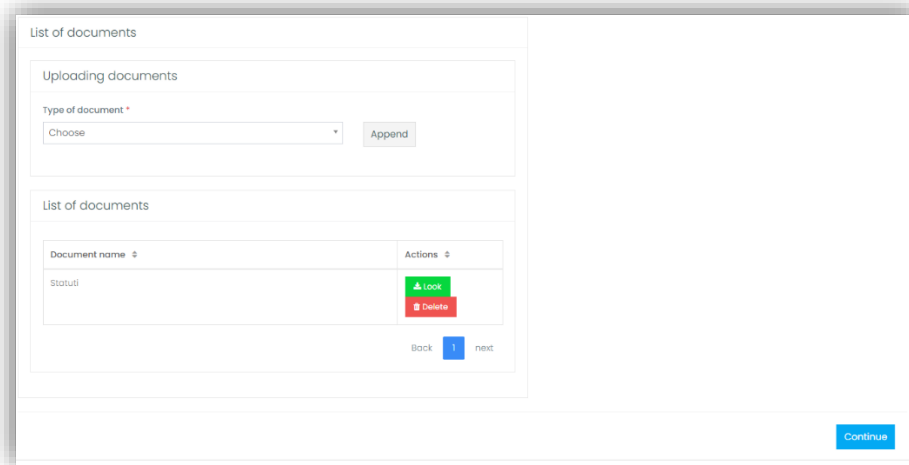 List of documents
Uploading documents
Type of document *
Choose
Append
List of documents
Document name
Actions
Statuti
Look
Delete
Back 1 next
Continue